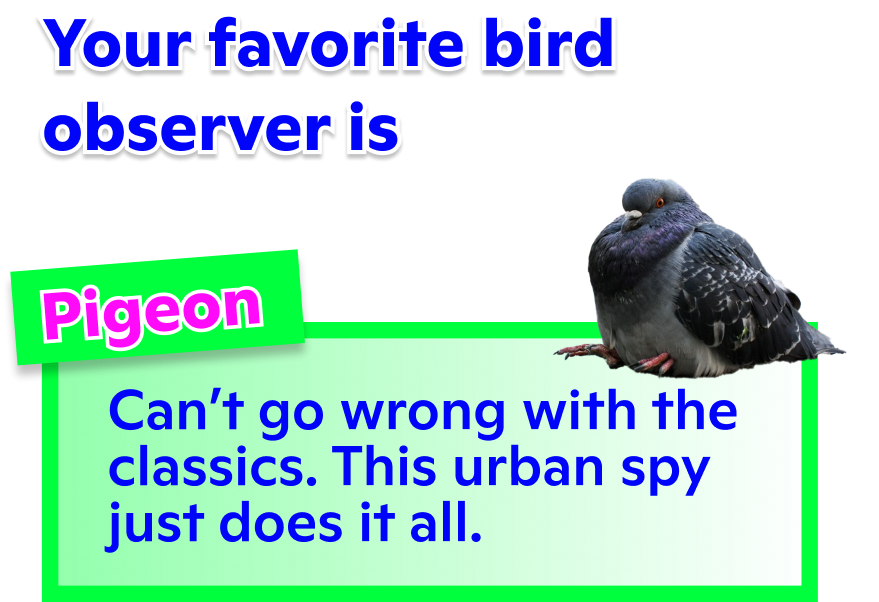 Your favorite bird
observer is
Pigeon
Can’t go wrong with the
classics. This urban spy
just does it all.